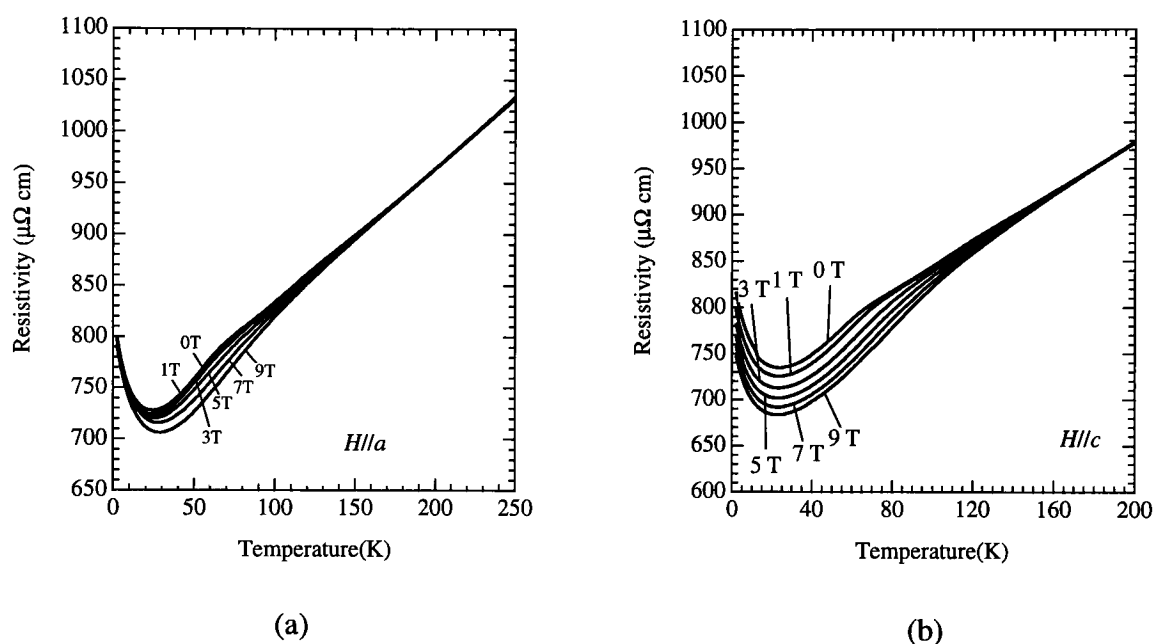 1100
1050
1000
950
900
850
800
750
700
650
Resistivity (μΩ cm)
0T
1T
9T
7T
5T
3T
H//a
0 50 100 150 200 250
Temperature(K)
(a)
1100
1050
1000
950
900
850
800
750
700
650
600
Resistivity (μΩ cm)
3 T 1 T 0 T
5 T 7 T 9 T
H//c
0 40 80 120 160 200
Temperature(K)
(b)